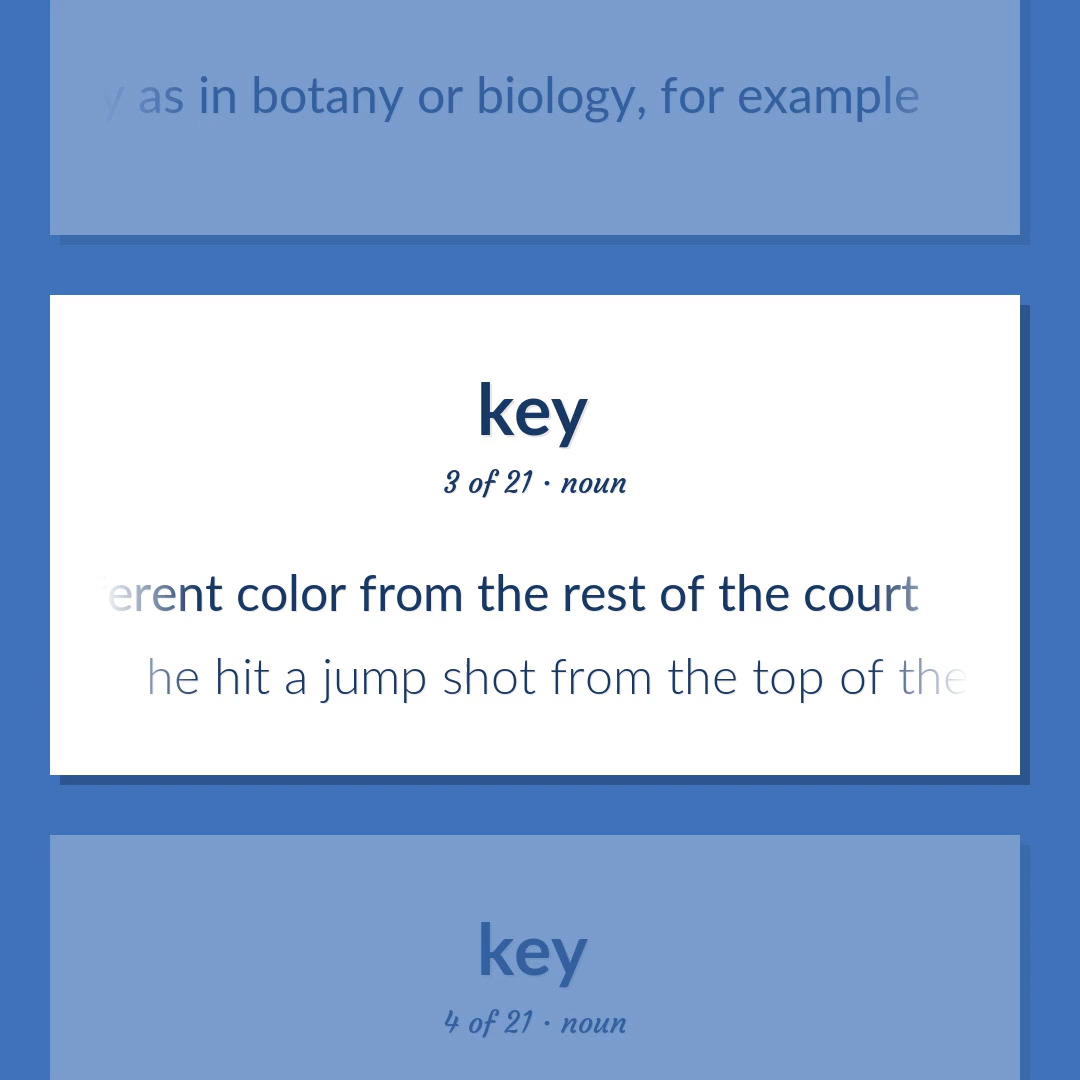 y as in botany or biology, for example
key
3 of 21 · noun
erent color from the rest of the court
he hit a jump shot from the top of the
key
4 of 21 · noun